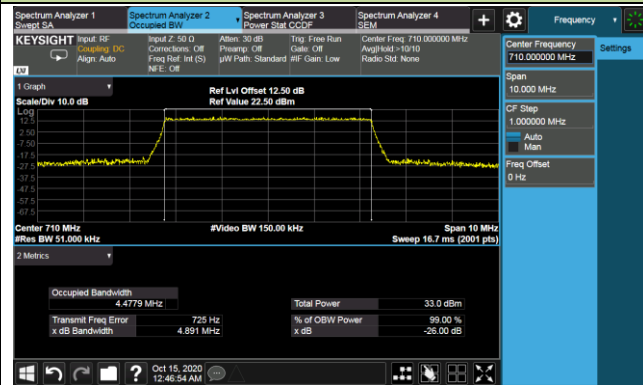 Spectrum Analyzer 1
Swept SA
Spectrum Analyzer 2
Occupied BW
Spectrum Analyzer 3
Power Stat CCDF
Spectrum Analyzer 4
SEM
+
Frequency
KEYSIGHT
Input: RF
Coupling: DC
Align: Auto
Input Z: 50 Ω
Corrections: Off
Freq Ref: Int (S)
NFE: Off
Atten: 30 dB
Preamp: Off
µW Path: Standard
Trig: Free Run
Gate: Off
#IF Gain: Low
Center Freq: 710.000000 MHz
Avg|Hold:>10/10
Radio Std: None
LXI
Center Frequency
710.000000 MHz
Settings
Span
10.000 MHz
CF Step
1.000000 MHz
Auto
Man
Freq Offset
0 Hz
1 Graph
Scale/Div 10.0 dB
Ref Lvl Offset 12.50 dB
Ref Value 22.50 dBm
Log
12.5
2.50
-7.50
-17.5
-27.5
-37.5
-47.5
-57.5
-67.5
Center 710 MHz
#Res BW 51.000 kHz
#Video BW 150.00 kHz
Span 10 MHz
Sweep 16.7 ms (2001 pts)
2 Metrics
Occupied Bandwidth
4.4779 MHz
Total Power 33.0 dBm
Transmit Freq Error 725 Hz
% of OBW Power 99.00 %
x dB Bandwidth 4.891 MHz
x dB -26.00 dB
?
Oct 15, 2020
12:46:54 AM